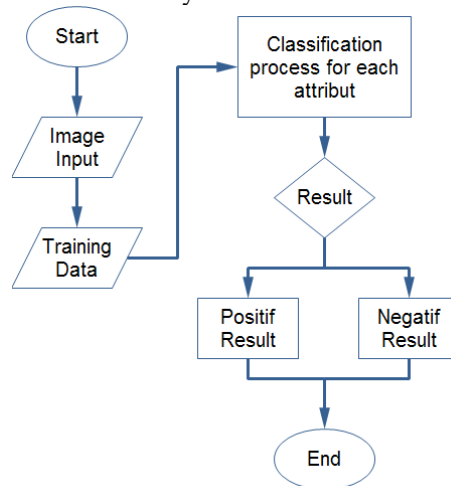 Start
Image
Input
Training
Data
Classification
process for each
attribut
Result
Positif
Result
Negatif
Result
End